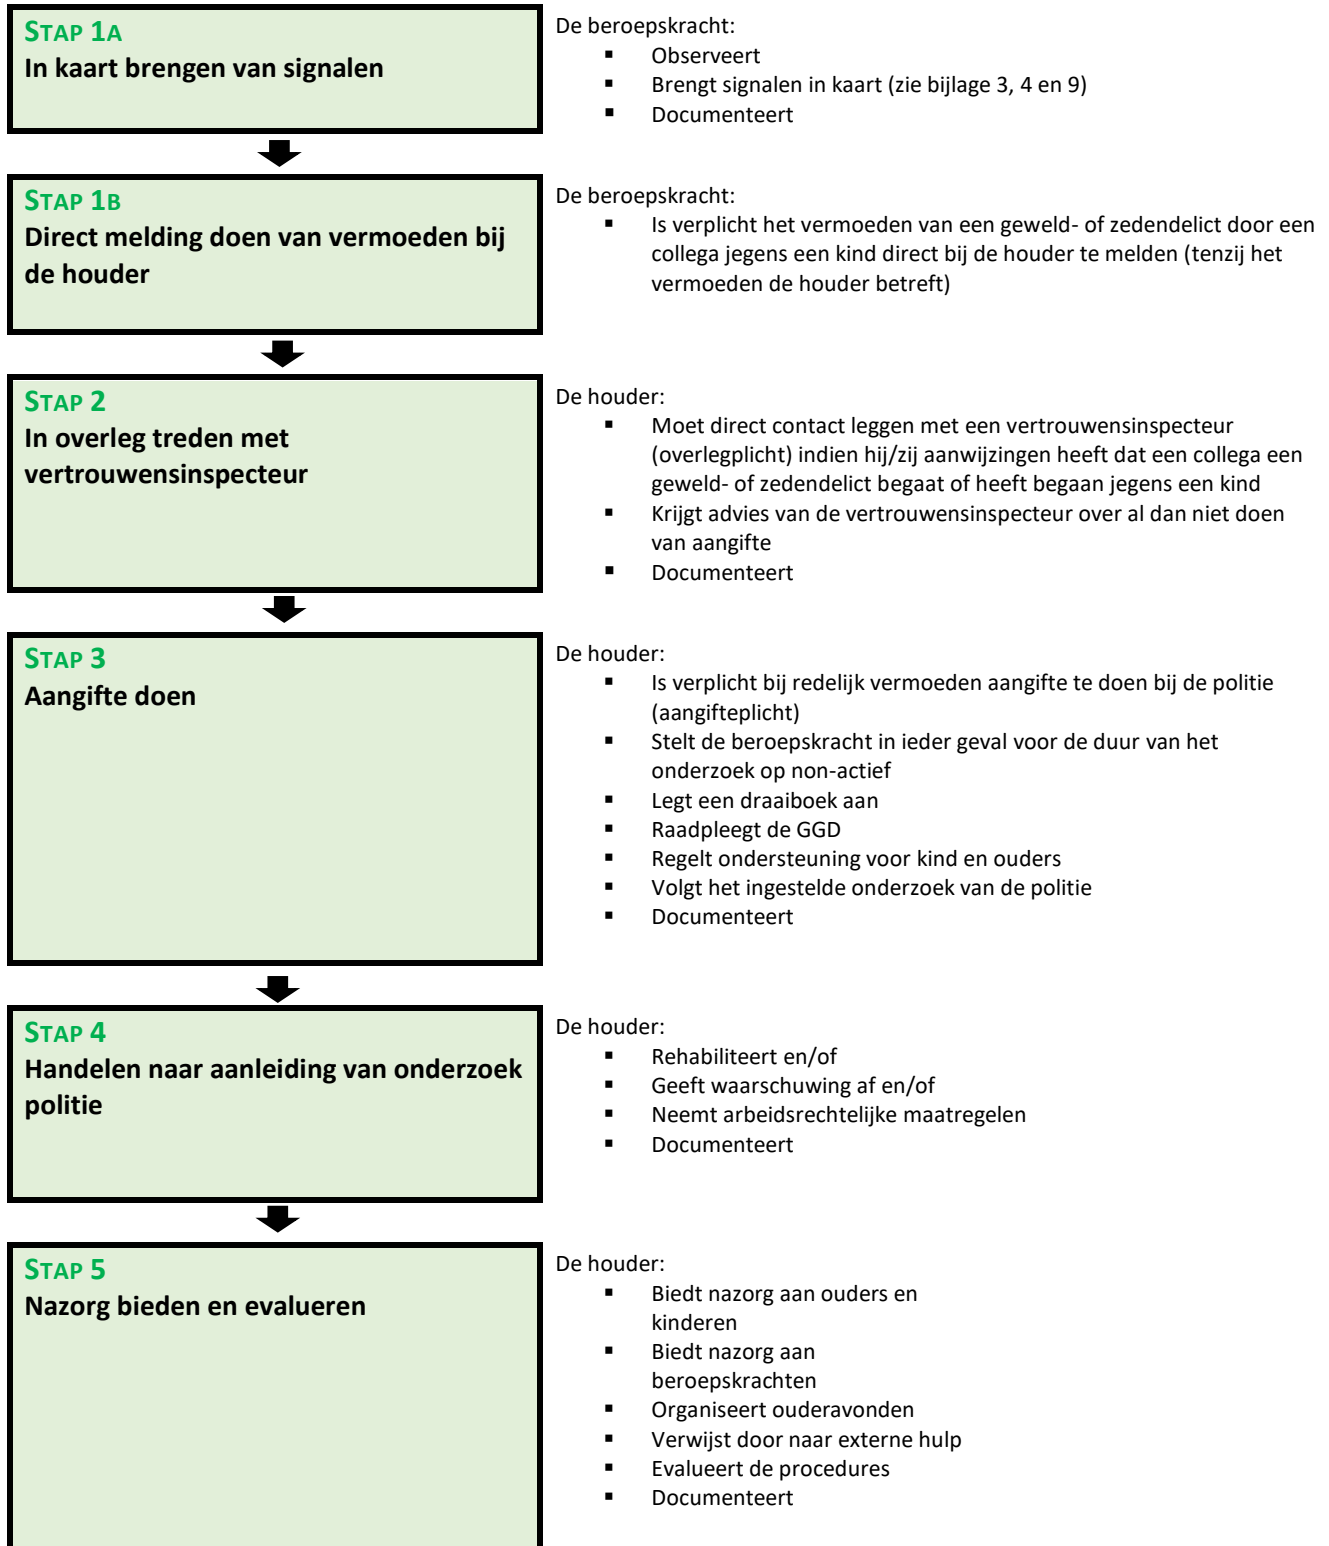 STAP 1A
In kaart brengen van signalen
De beroepskracht:
▪ Observeert
▪ Brengt signalen in kaart (zie bijlage 3, 4 en 9)
▪ Documenteert
STAP 1B
Direct melding doen van vermoeden bij
de houder
De beroepskracht:
▪ Is verplicht het vermoeden van een geweld- of zedendelict door een
collega jegens een kind direct bij de houder te melden (tenzij het
vermoeden de houder betreft)
STAP 2
In overleg treden met
vertrouwensinspecteur
De houder:
▪ Moet direct contact leggen met een vertrouwensinspecteur
(overlegplicht) indien hij/zij aanwijzingen heeft dat een collega een
geweld- of zedendelict begaat of heeft begaan jegens een kind
▪ Krijgt advies van de vertrouwensinspecteur over al dan niet doen
van aangifte
▪ Documenteert
STAP 3
Aangifte doen
De houder:
▪ Is verplicht bij redelijk vermoeden aangifte te doen bij de politie
(aangifteplicht)
▪ Stelt de beroepskracht in ieder geval voor de duur van het
onderzoek op non-actief
▪ Legt een draaiboek aan
▪ Raadpleegt de GGD
▪ Regelt ondersteuning voor kind en ouders
▪ Volgt het ingestelde onderzoek van de politie
▪ Documenteert
STAP 4
Handelen naar aanleiding van onderzoek
politie
De houder:
▪ Rehabiliteert en/of
▪ Geeft waarschuwing af en/of
▪ Neemt arbeidsrechtelijke maatregelen
▪ Documenteert
STAP 5
Nazorg bieden en evalueren
De houder:
▪ Biedt nazorg aan ouders en
kinderen
▪ Biedt nazorg aan
beroepskrachten
▪ Organiseert ouderavonden
▪ Verwijst door naar externe hulp
▪ Evalueert de procedures
▪ Documenteert